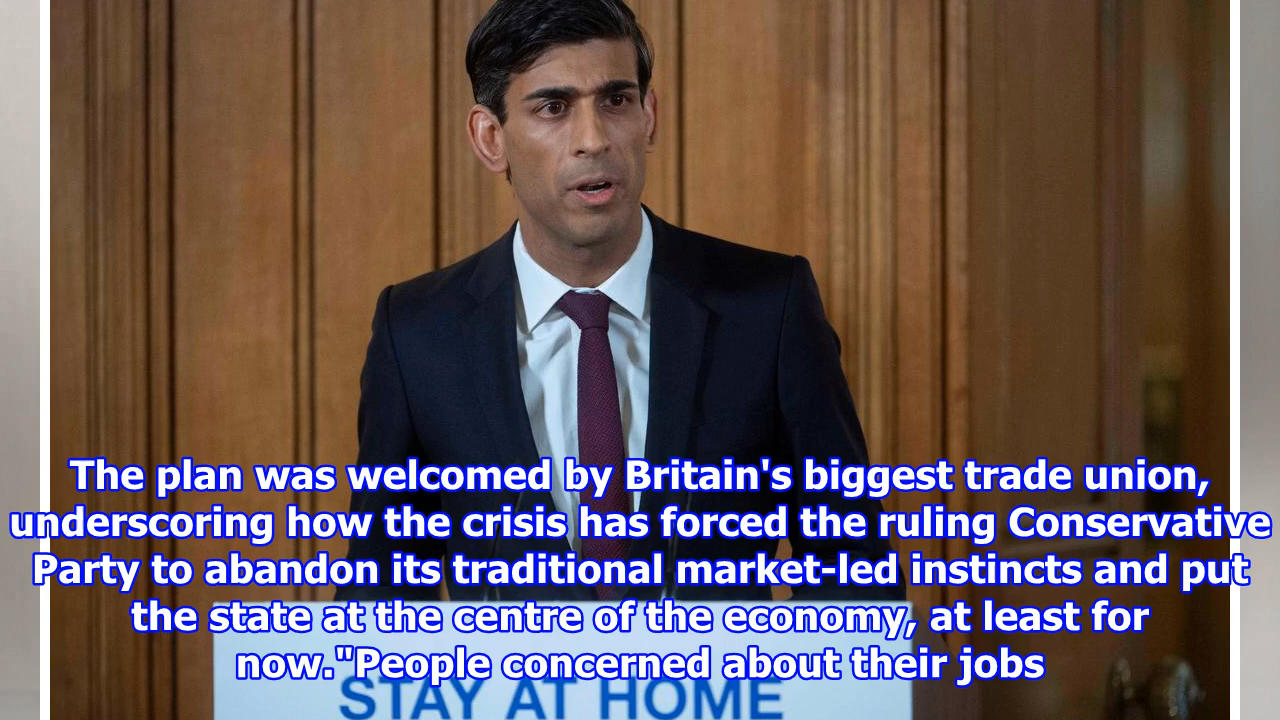 The plan was welcomed by Britain's biggest trade union,
underscoring how the crisis has forced the ruling Conservative
Party to abandon its traditional market-led instincts and put
the state at the centre of the economy, at least for
now."People concerned about their jobs
STAY AT HOME